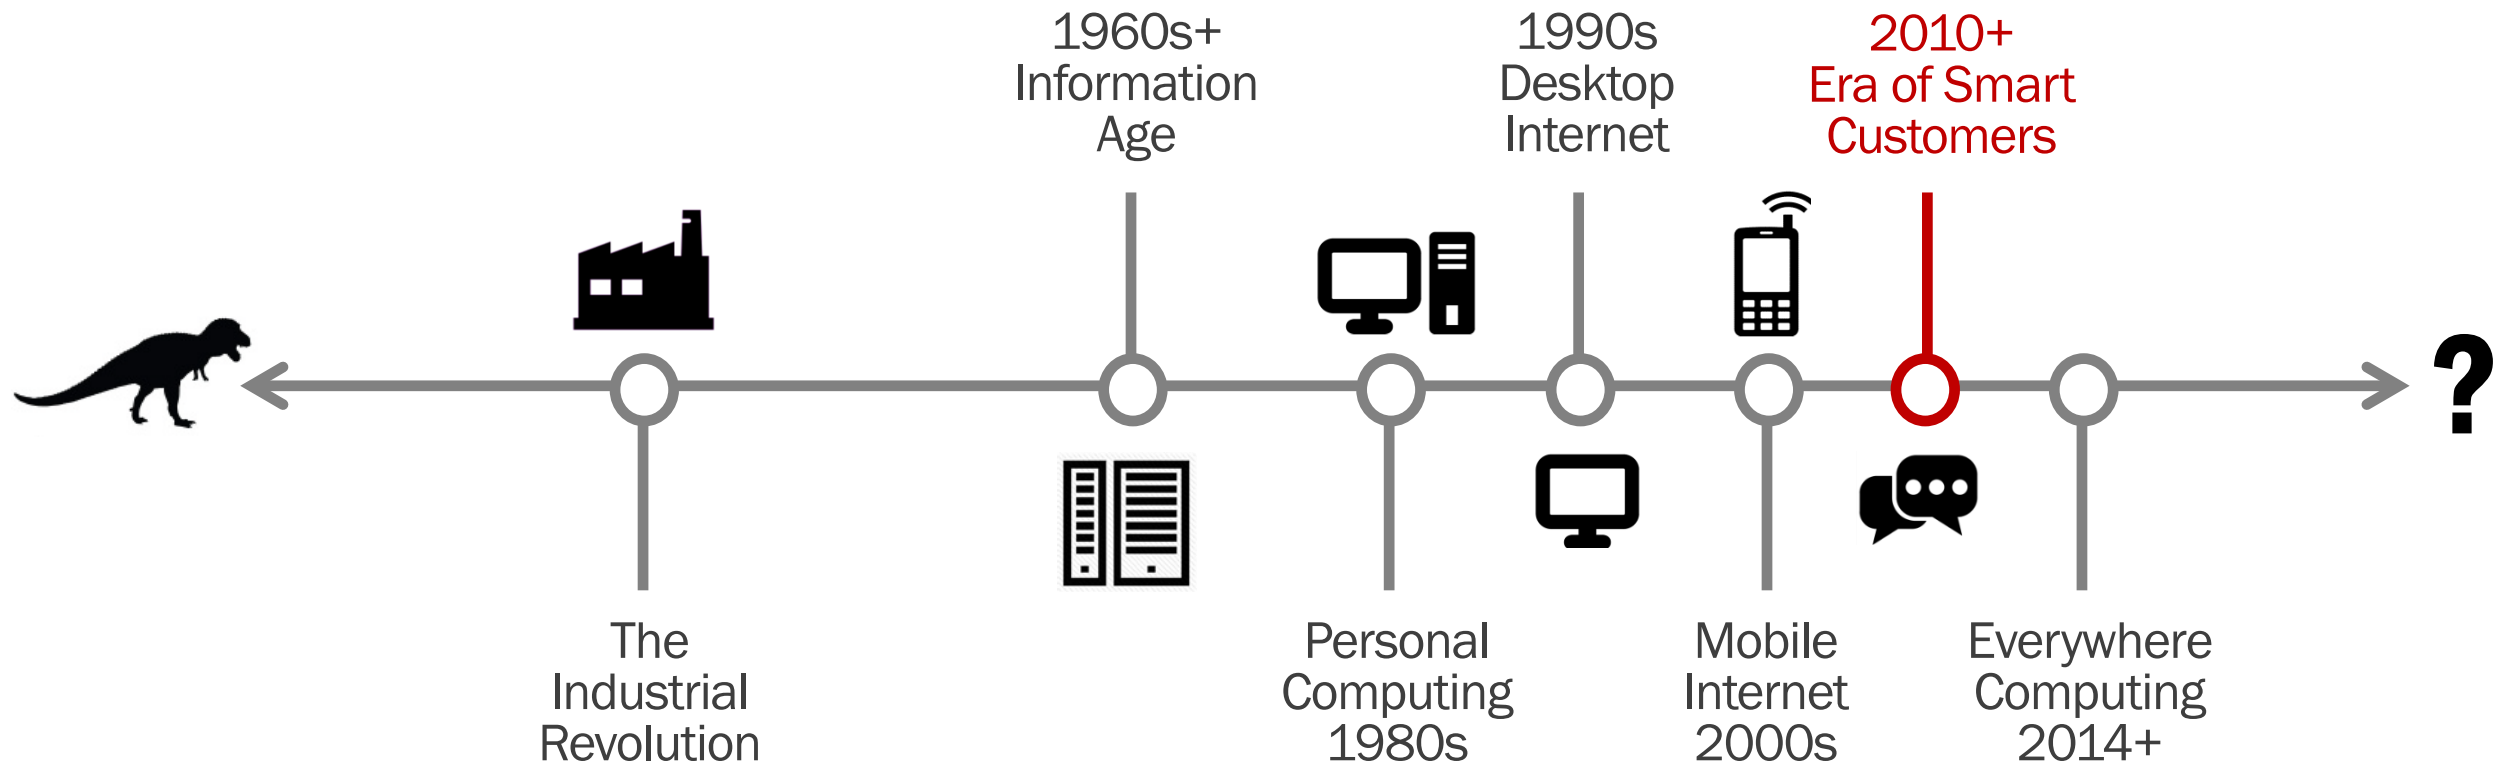 1960s+
Information
Age
1990s
Desktop
Internet
2010+
Era of Smart
Customers
?
The
Industrial
Revolution
Personal
Computing
1980s
Mobile
Internet
2000s
Everywhere
Computing
2014+